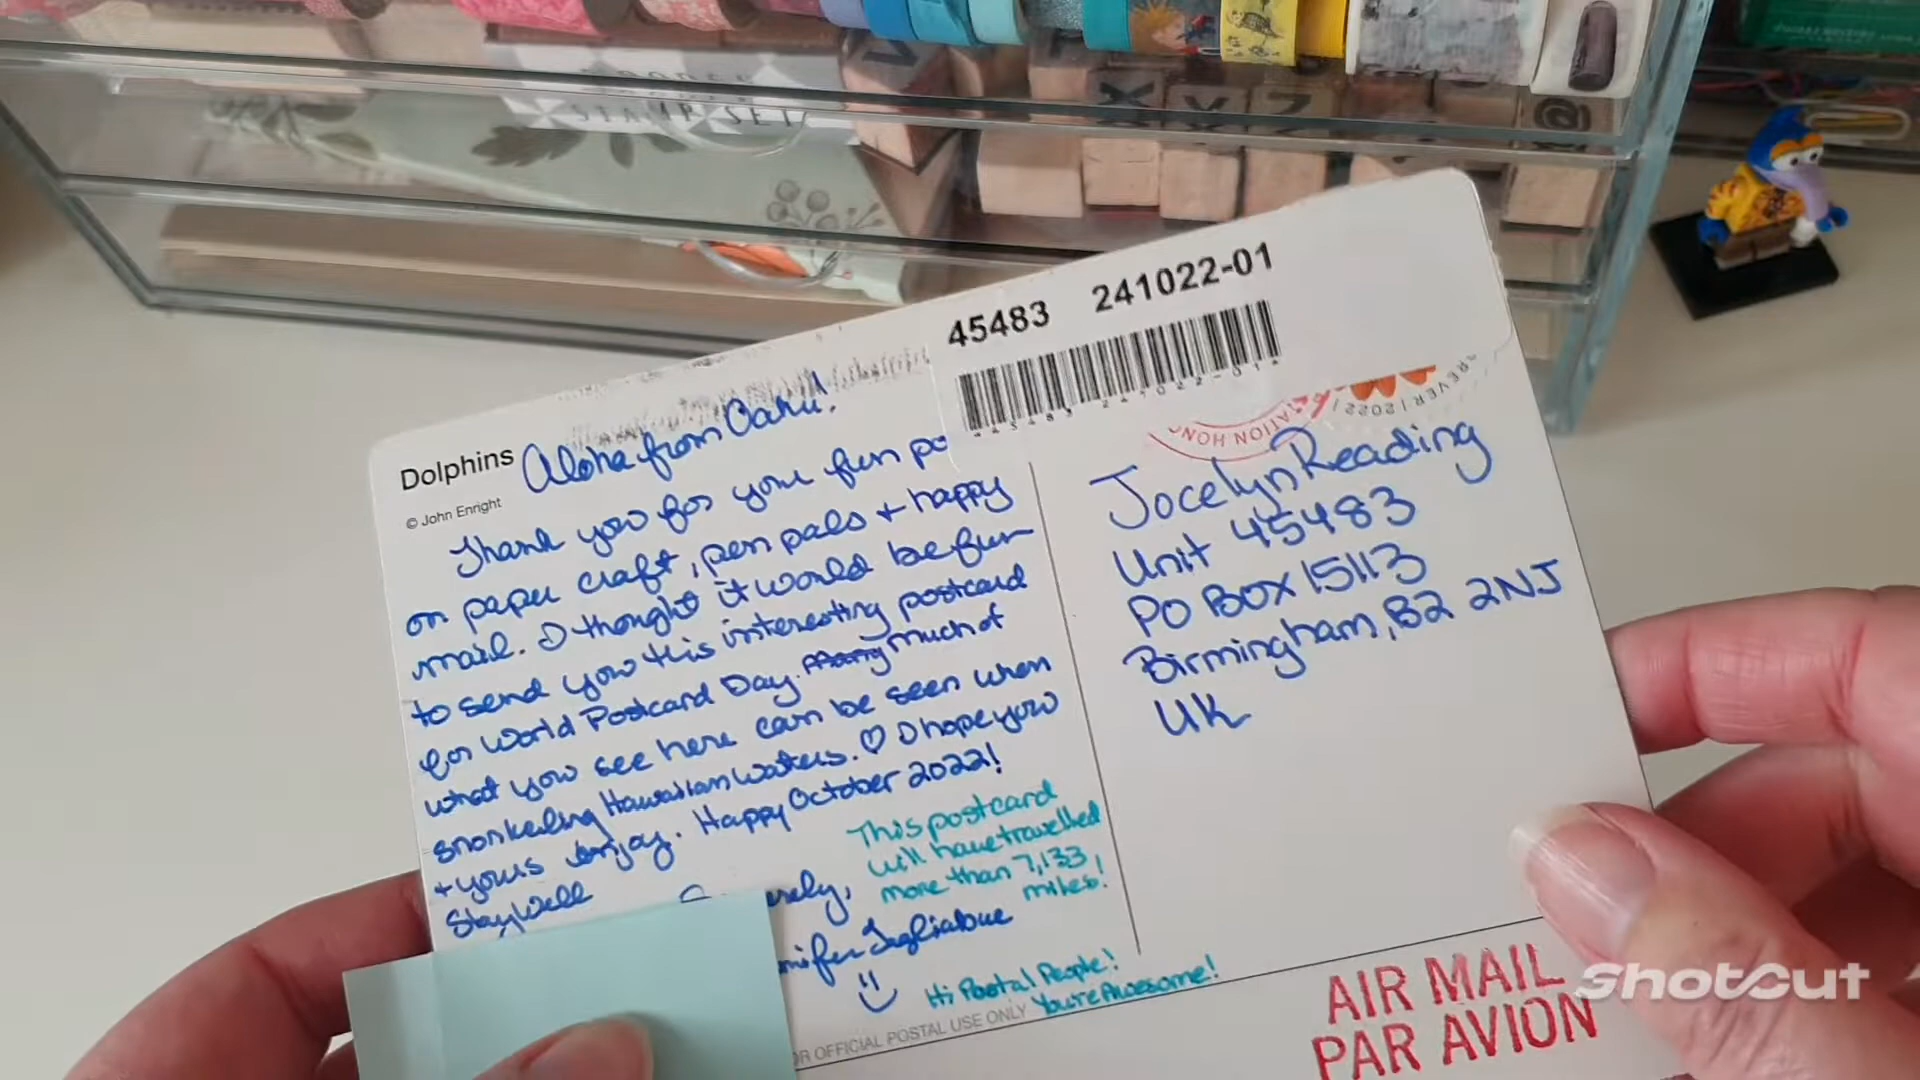 STAMP SET
X Y Z
@
45483 241022-01
Dolphins
© John Enright
Aloha from Oahu!
Thank you for your fun po
on paper craft, pen pals + happy
mail. I thought it would be fun
to send you this interesting postcard
for World Postcard Day. Many much of
what you see here can be seen when
snorkeling Hawaiian waters. ♡ I hope you
+ yours enjoy. Happy October 2022!
Stay Well
This postcard
will have travelled
more than 7,133
miles!
Hi Postal People!
You're Awesome!
OFFICIAL POSTAL USE ONLY
Jocelyn Reading
Unit 45483
PO BOX 15113
Birmingham, B2 2NJ
UK
AIR MAIL
PAR AVION
ShotCut